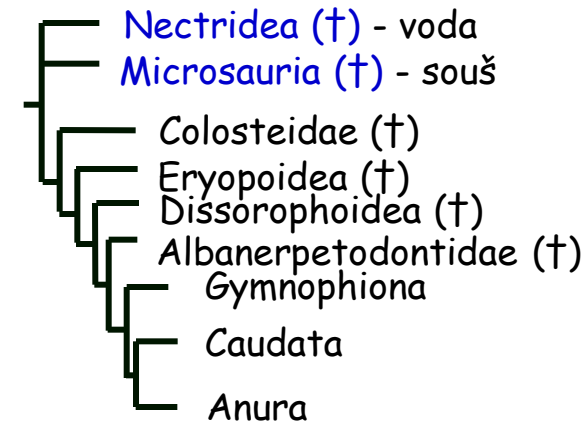 Nectridea (†) - voda
Microsauria (†) - souš
Colosteidae (†)
Eryopoidea (†)
Dissorophoidea (†)
Albanerpetodontidae (†)
Gymnophiona
Caudata
Anura